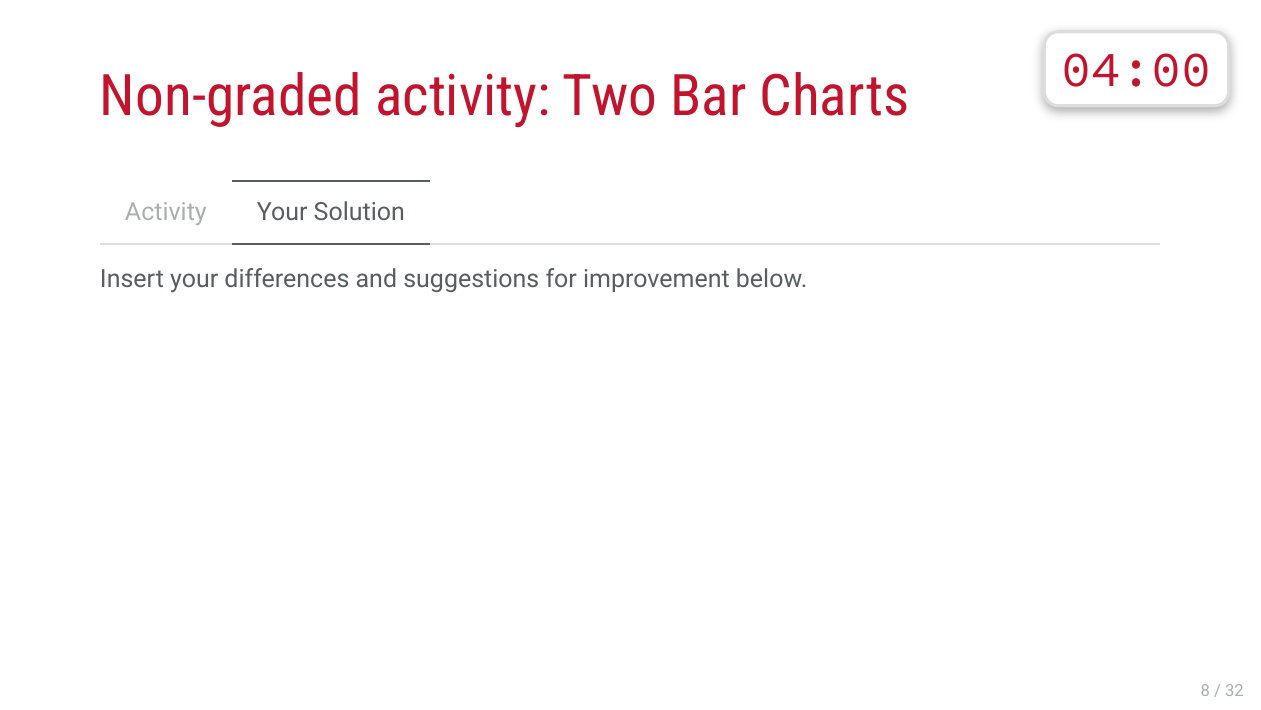 Non-graded activity: Two Bar Charts
04:00
Activity
Your Solution
Insert your differences and suggestions for improvement below.
8 / 32